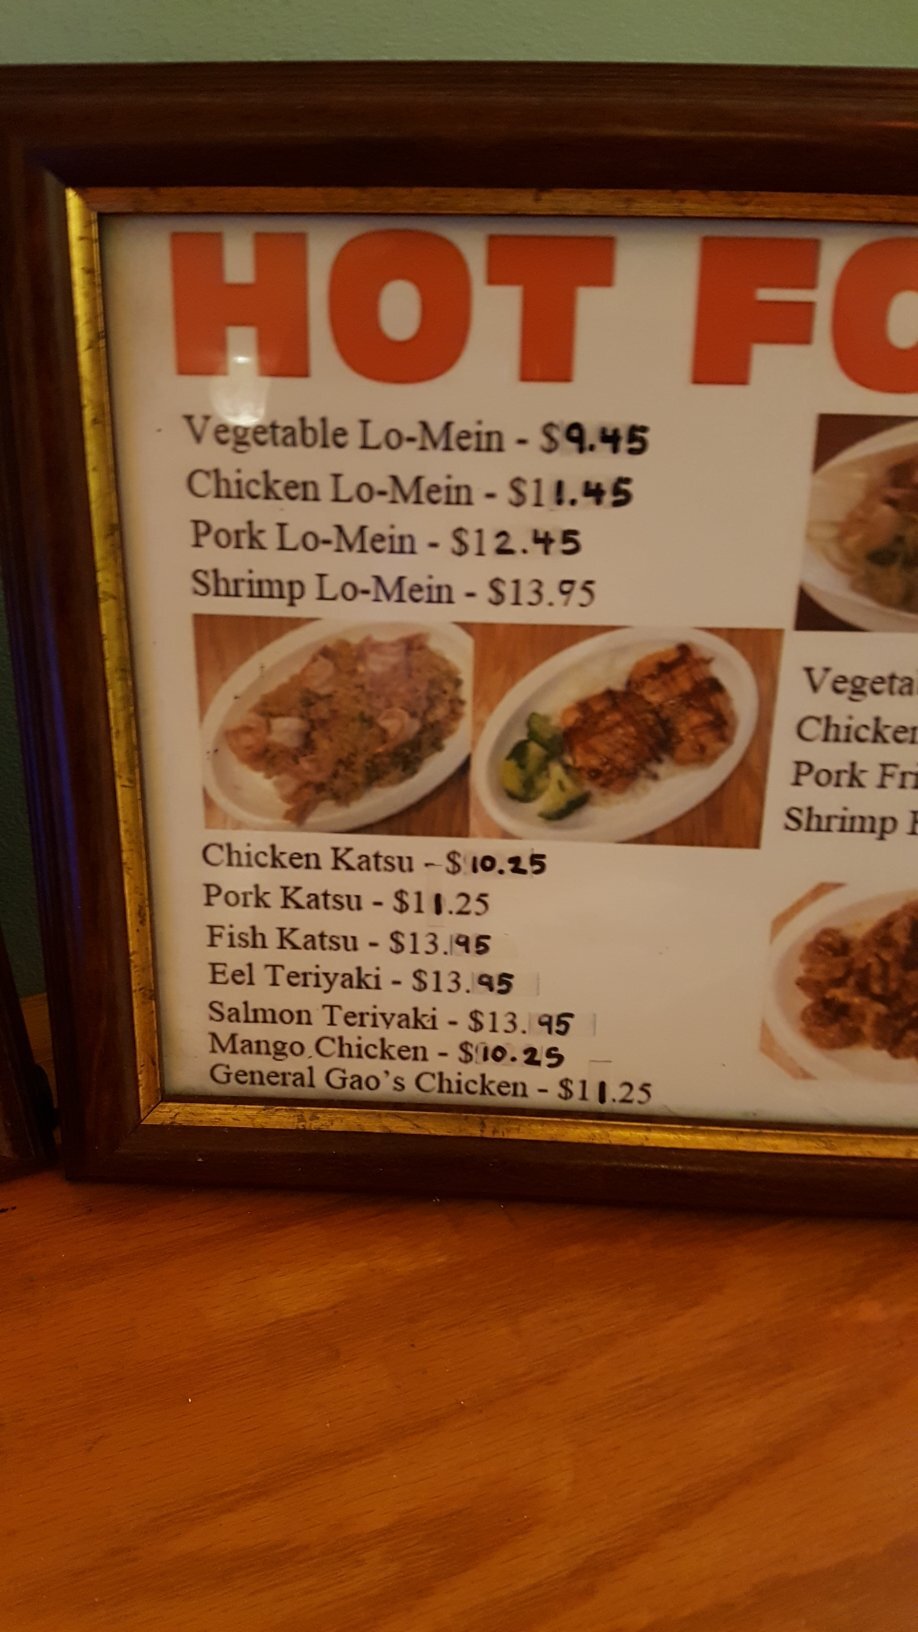 HOT FO
Vegetable Lo-Mein - $9.45
Chicken Lo-Mein - $11.45
Pork Lo-Mein - $12.45
Shrimp Lo-Mein - $13.95
Vegeta
Chicken
Pork Fri
Shrimp F
Chicken Katsu - $10.25
Pork Katsu - $11.25
Fish Katsu - $13.95
Eel Teriyaki - $13.95
Salmon Teriyaki - $13.95
Mango Chicken - $10.25
General Gao's Chicken - $11.25